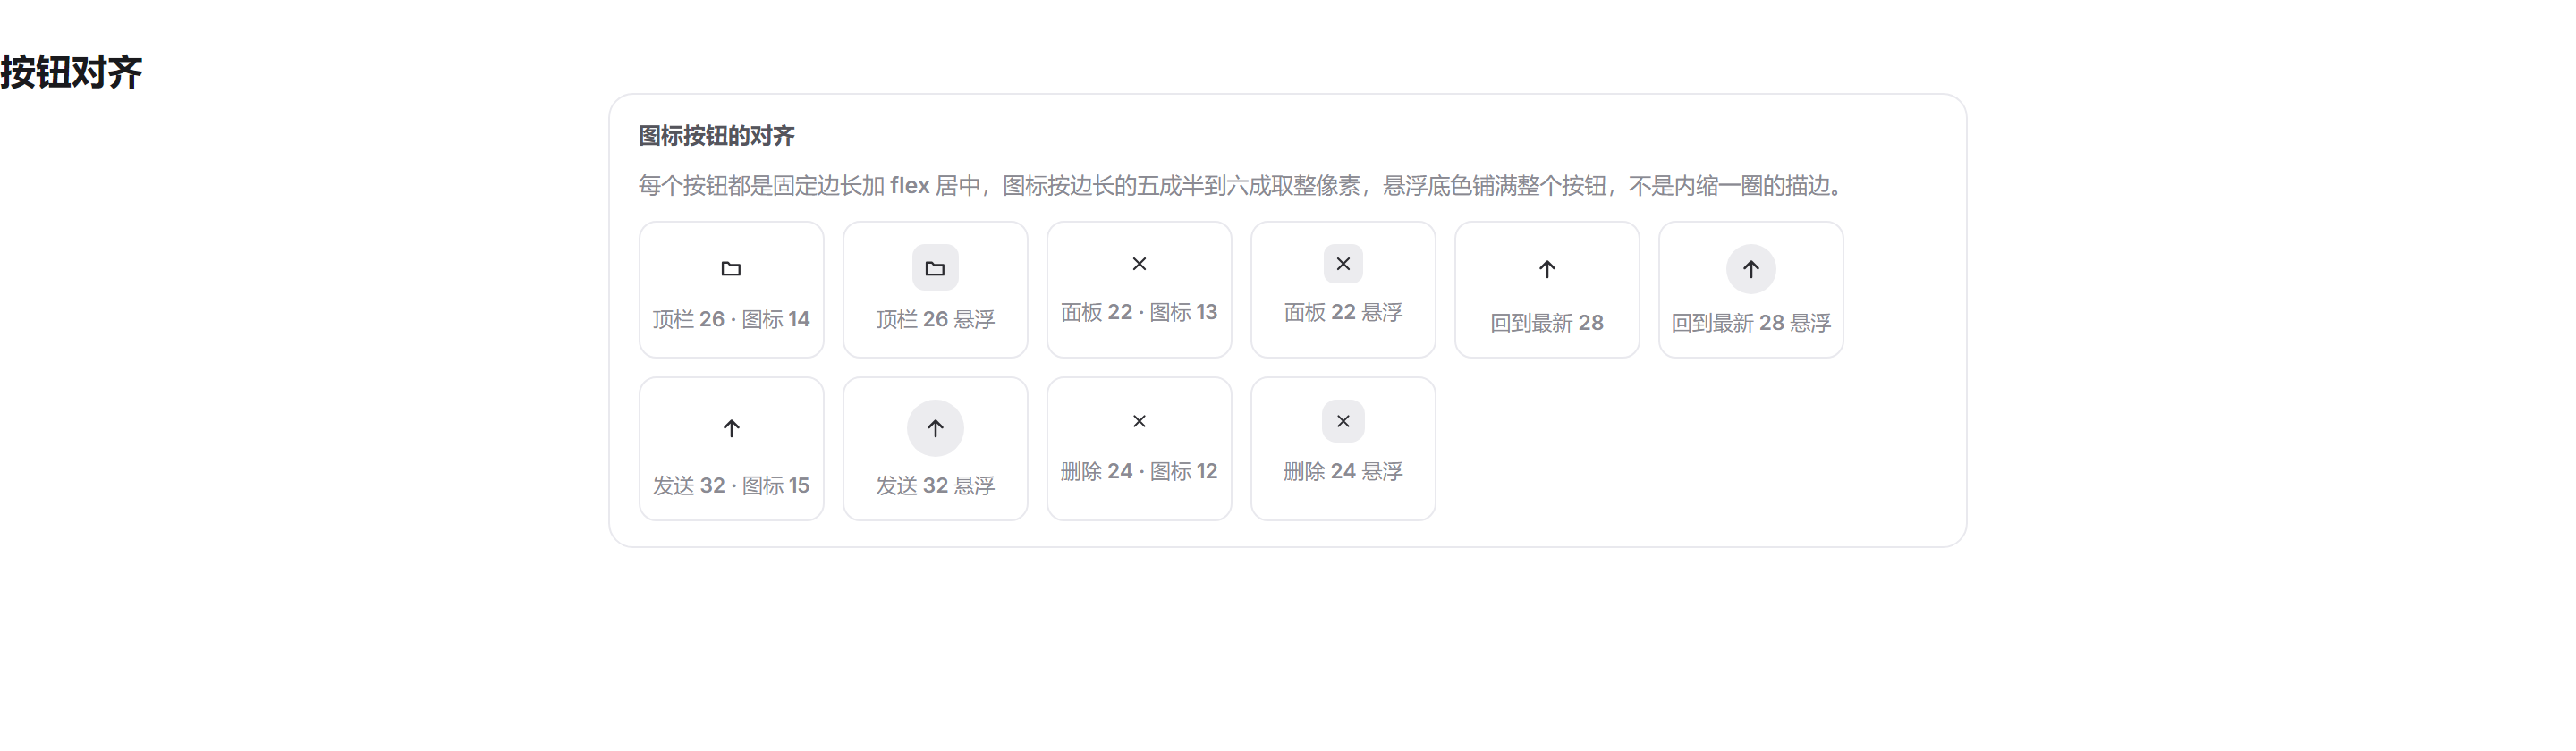 按钮对齐
图标按钮的对齐
每个按钮都是固定边长加 flex 居中，图标按边长的五成半到六成取整像素，悬浮底色铺满整个按钮，不是内缩一圈的描边。
顶栏 26 · 图标 14
顶栏 26 悬浮
面板 22 · 图标 13
面板 22 悬浮
回到最新 28
回到最新 28 悬浮
发送 32 · 图标 15
发送 32 悬浮
删除 24 · 图标 12
删除 24 悬浮